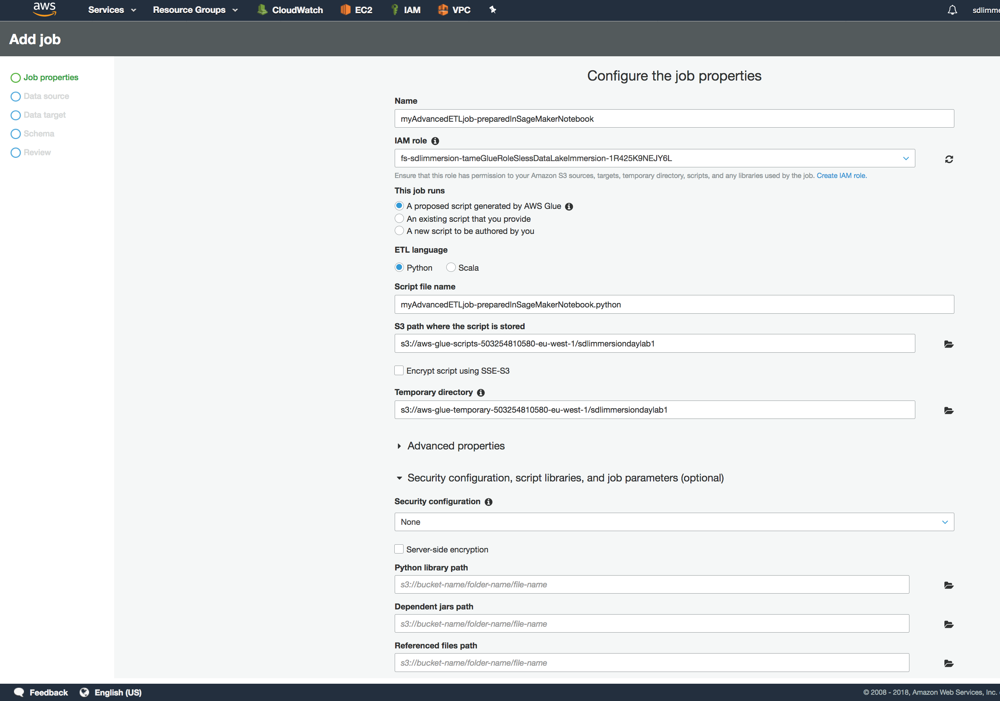 aws Services Resource Groups CloudWatch EC2 IAM VPC sdlimme
Add job
Job properties
Data source
Data target
Schema
Review
Configure the job properties
Name
myAdvancedETLjob-preparedInSageMakerNotebook
IAM role
fs-sdlimmersion-tameGlueRoleSlessDataLakeImmersion-1R425K9NEJY6L
Ensure that this role has permission to your Amazon S3 sources, targets, temporary directory, scripts, and any libraries used by the job. Create IAM role.
This job runs
A proposed script generated by AWS Glue
An existing script that you provide
A new script to be authored by you
ETL language
Python Scala
Script file name
myAdvancedETLjob-preparedInSageMakerNotebook.python
S3 path where the script is stored
s3://aws-glue-scripts-503254810580-eu-west-1/sdlimmersiondaylab1
Encrypt script using SSE-S3
Temporary directory
s3://aws-glue-temporary-503254810580-eu-west-1/sdlimmersiondaylab1
Advanced properties
Security configuration, script libraries, and job parameters (optional)
Security configuration
None
Server-side encryption
Python library path
s3://bucket-name/folder-name/file-name
Dependent jars path
s3://bucket-name/folder-name/file-name
Referenced files path
s3://bucket-name/folder-name/file-name
Feedback English (US) © 2008 - 2018, Amazon Web Services, Inc.